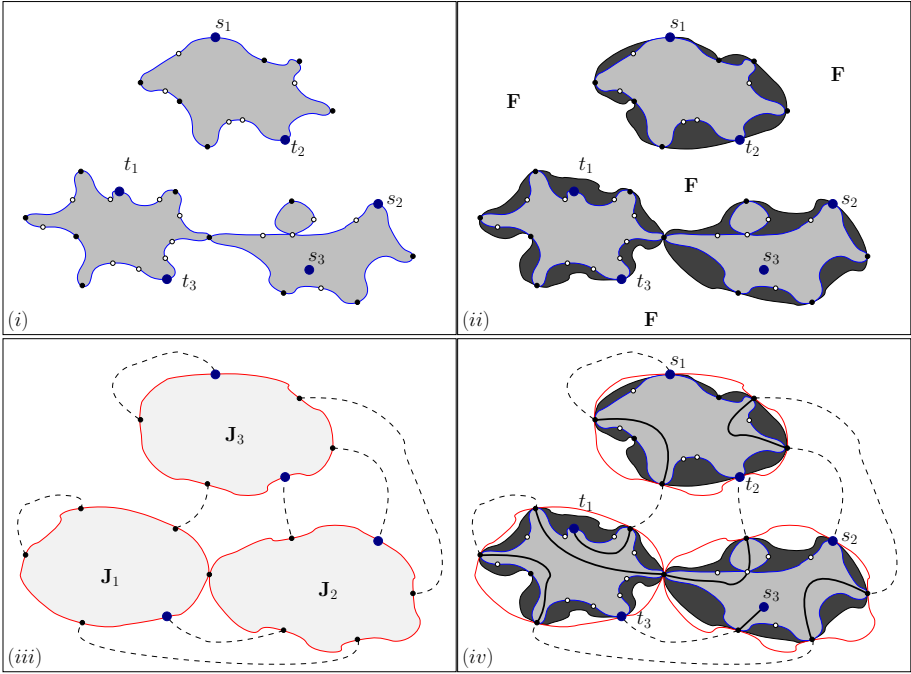 s₁
t₂
t₁
s₂
s₃
t₃
(i)
s₁
F
F
t₂
t₁
F
s₂
s₃
t₃
F
(ii)
J₃
J₁
J₂
(iii)
s₁
t₂
t₁
s₂
s₃
t₃
(iv)